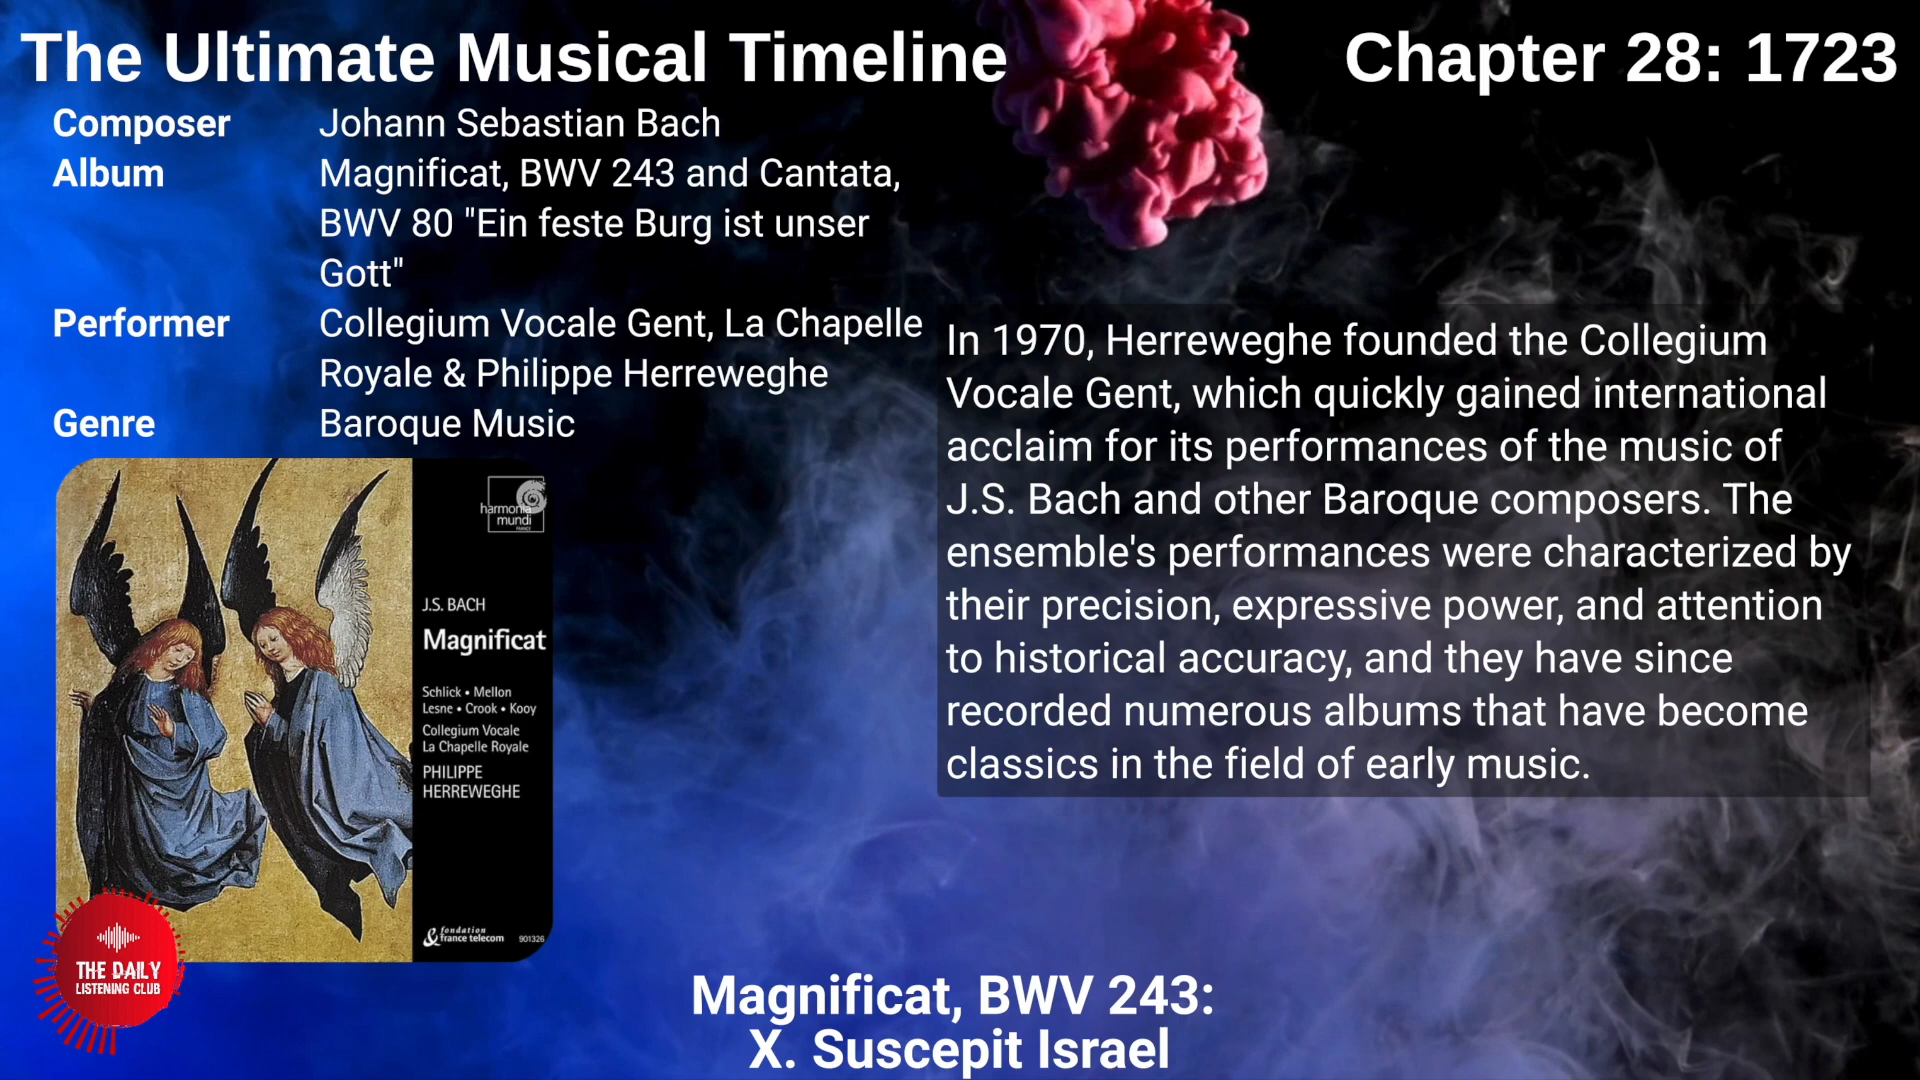 The Ultimate Musical Timeline
Chapter 28: 1723
Composer Johann Sebastian Bach
Album Magnificat, BWV 243 and Cantata,
BWV 80 "Ein feste Burg ist unser
Gott"
Performer Collegium Vocale Gent, La Chapelle
Royale & Philippe Herreweghe
Genre Baroque Music
In 1970, Herreweghe founded the Collegium
Vocale Gent, which quickly gained international
acclaim for its performances of the music of
J.S. Bach and other Baroque composers. The
ensemble's performances were characterized by
their precision, expressive power, and attention
to historical accuracy, and they have since
recorded numerous albums that have become
classics in the field of early music.
harmonia
mundi
FRANCE
J.S. BACH
Magnificat
Schlick • Mellon
Lesne • Crook • Kooy
Collegium Vocale
La Chapelle Royale
PHILIPPE
HERREWEGHE
fondation
& france telecom
901326
THE DAILY
LISTENING CLUB
Magnificat, BWV 243:
X. Suscepit Israel